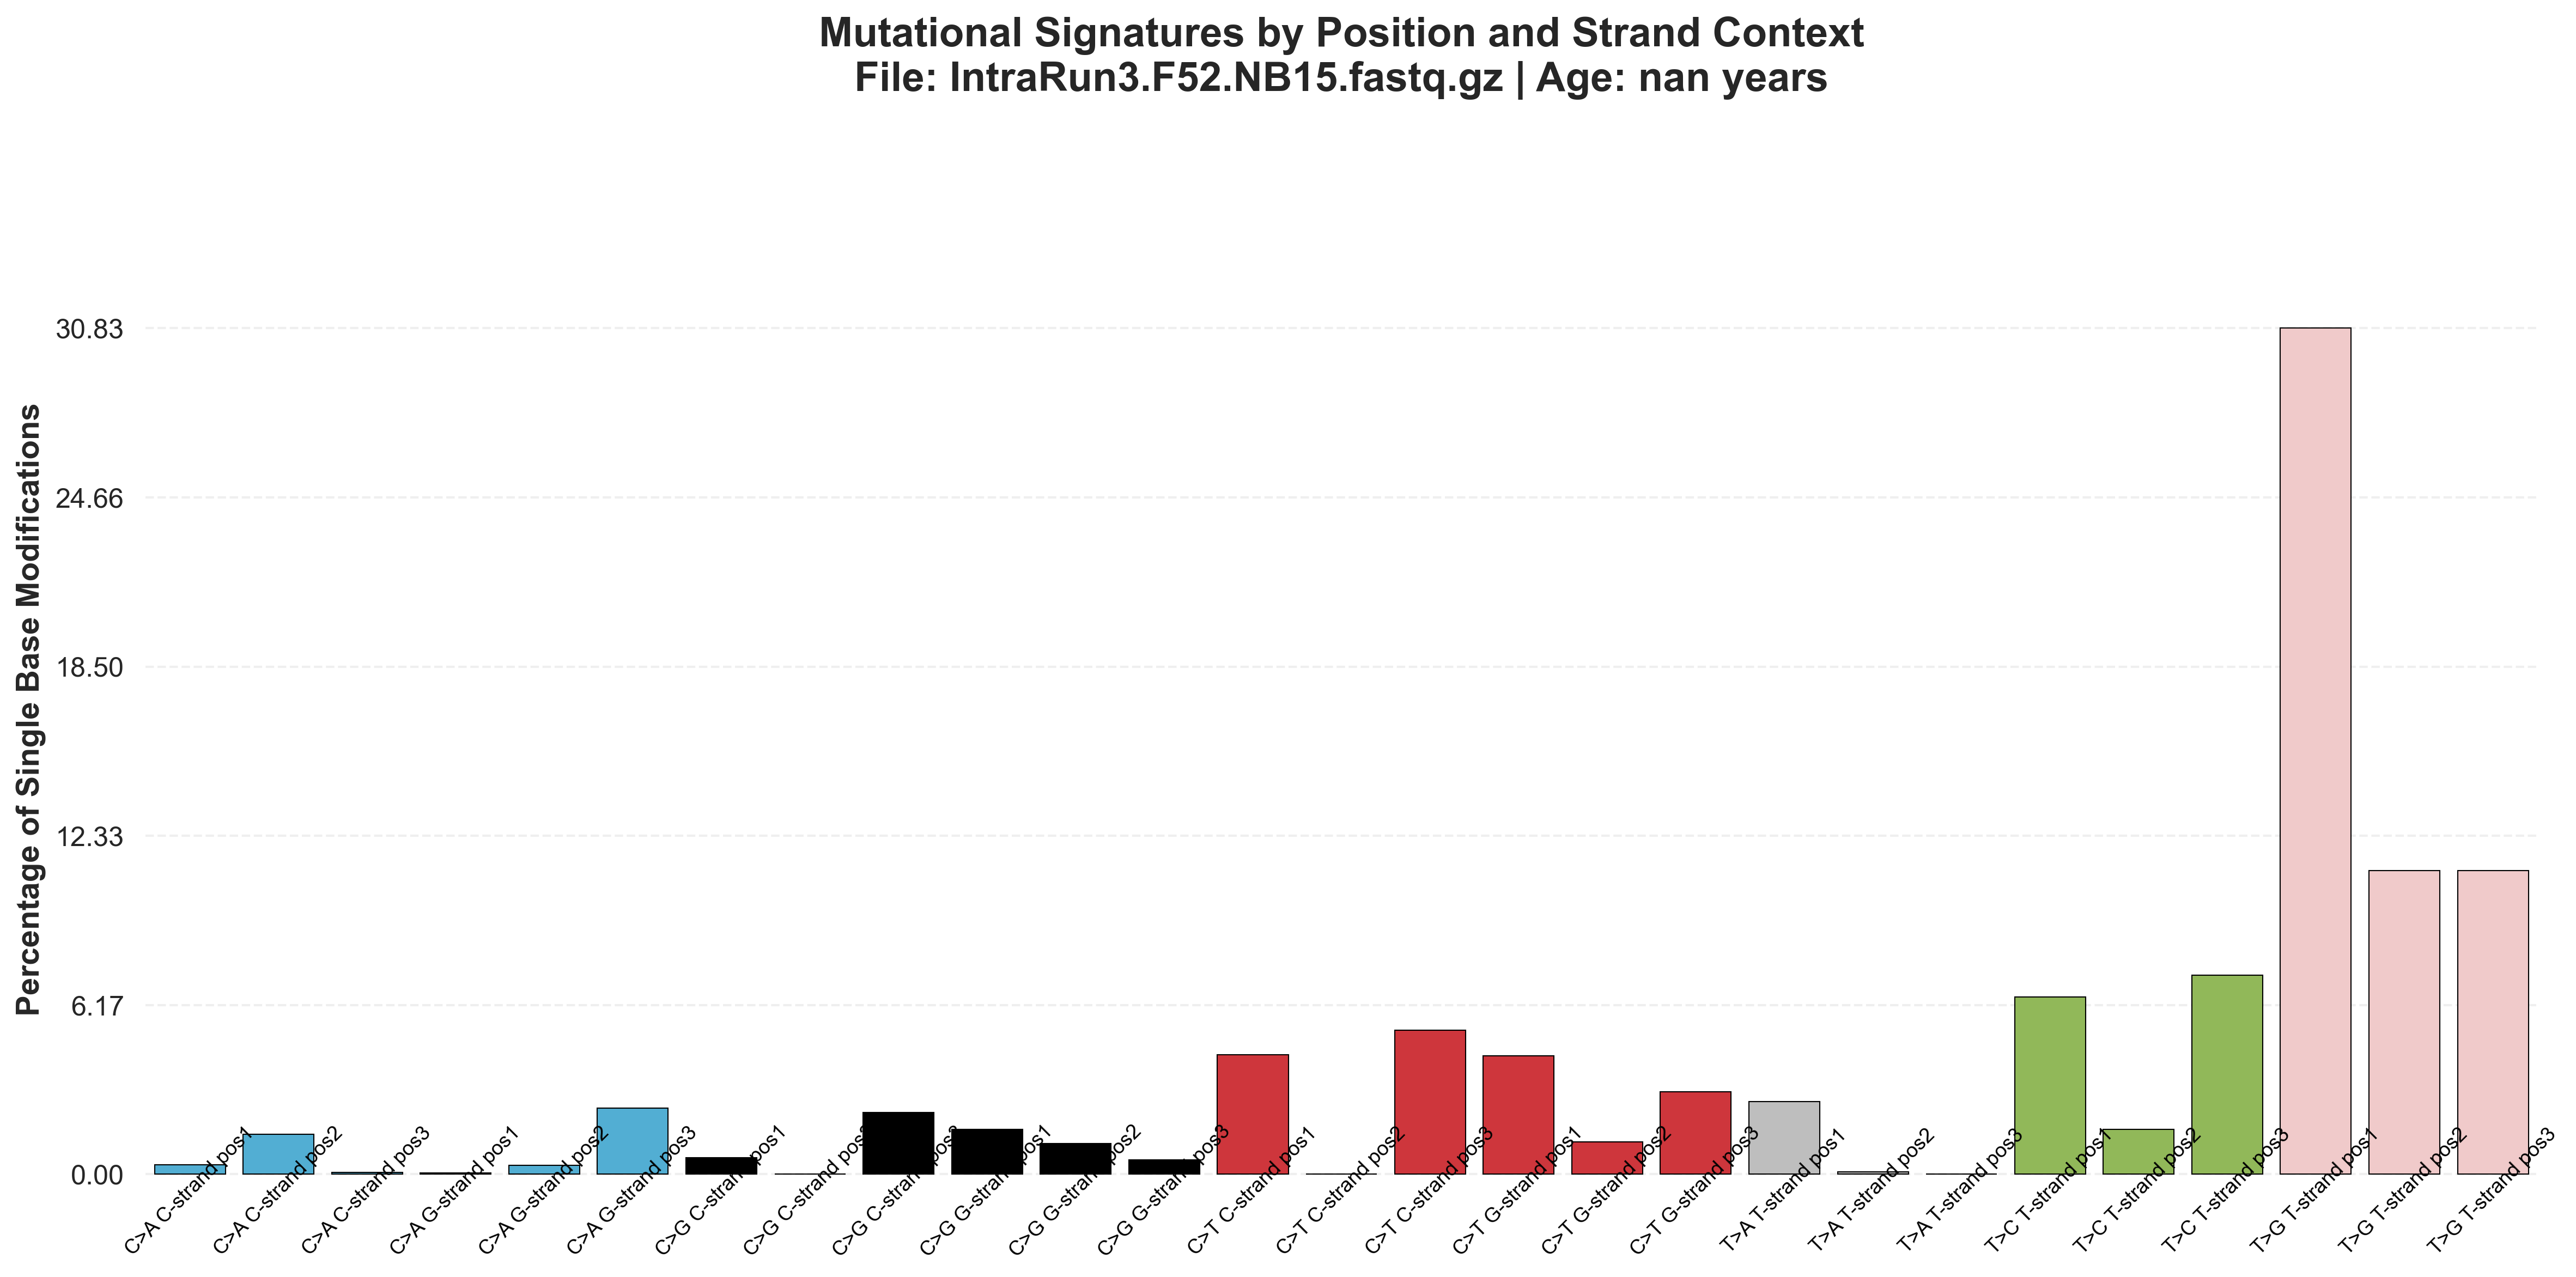 Mutational Signatures by Position and Strand Context
File: IntraRun3.F52.NB15.fastq.gz | Age: nan years
Percentage of Single Base Modifications
30.83
24.66
18.50
12.33
6.17
0.00
C>A C-strand pos1
C>A C-strand pos2
C>A C-strand pos3
C>A G-strand pos1
C>A G-strand pos2
C>A G-strand pos3
C>G C-strand pos1
C>G C-strand pos2
C>G C-strand pos3
C>G G-strand pos1
C>G G-strand pos2
C>G G-strand pos3
C>T C-strand pos1
C>T C-strand pos2
C>T C-strand pos3
C>T G-strand pos1
C>T G-strand pos2
C>T G-strand pos3
T>A T-strand pos1
T>A T-strand pos2
T>A T-strand pos3
T>C T-strand pos1
T>C T-strand pos2
T>C T-strand pos3
T>G T-strand pos1
T>G T-strand pos2
T>G T-strand pos3